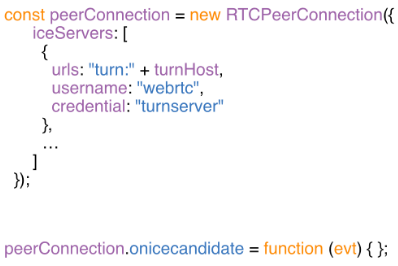 const peerConnection = new RTCPeerConnection({
iceServers: [
{
urls: "turn:" + turnHost,
username: "webrtc",
credential: "turnserver"
},
...
]
});
peerConnection.onicecandidate = function (evt) { };